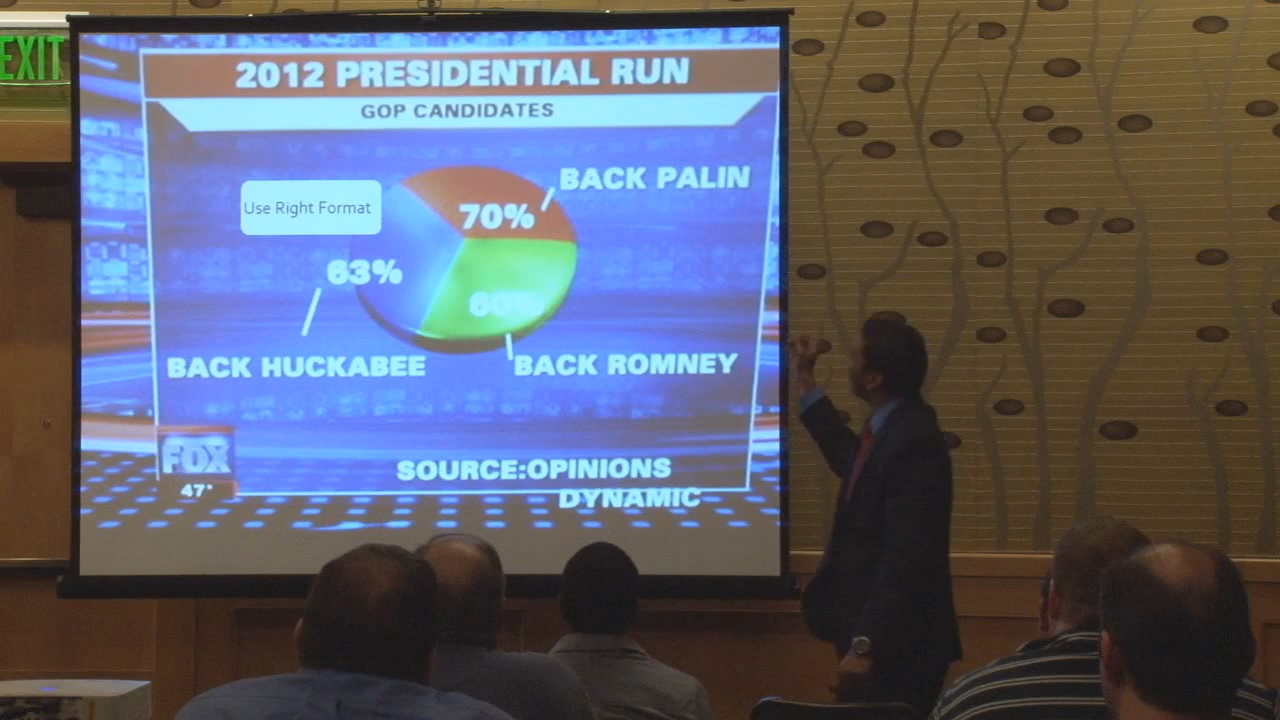 EXIT
2012 PRESIDENTIAL RUN
GOP CANDIDATES
BACK PALIN
Use Right Format
70%
63%
60%
BACK HUCKABEE
BACK ROMNEY
FOX
47°
SOURCE:OPINIONS
DYNAMIC